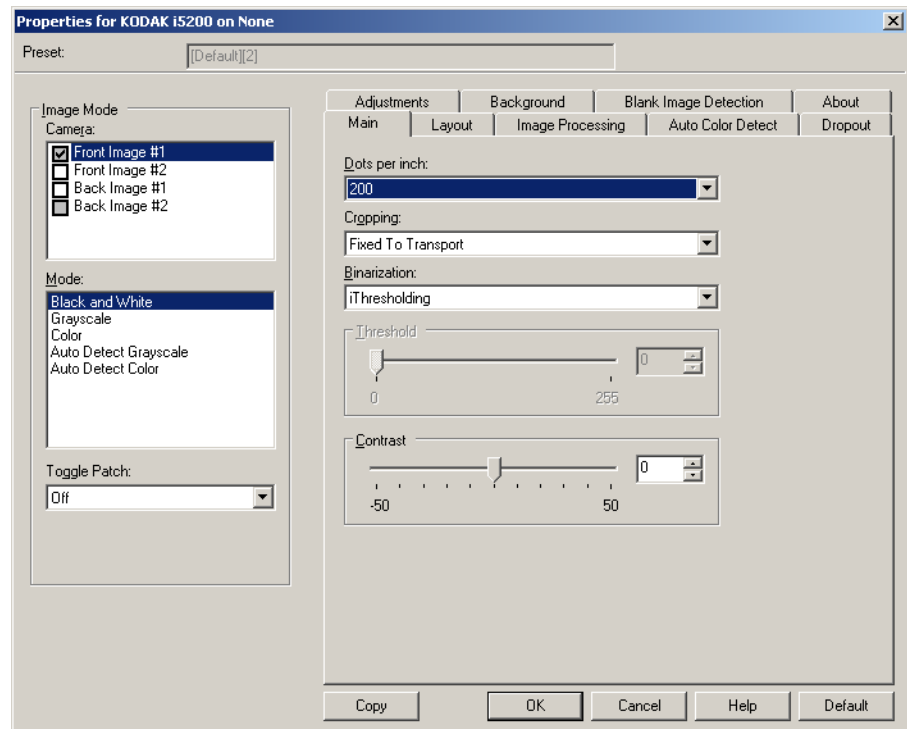 Properties for KODAK i5200 on None
Preset:
[Default][2]
Image Mode
Camera:
Front Image #1
Front Image #2
Back Image #1
Back Image #2
Mode:
Black and White
Grayscale
Color
Auto Detect Grayscale
Auto Detect Color
Toggle Patch:
Off
Adjustments
Background
Blank Image Detection
About
Main
Layout
Image Processing
Auto Color Detect
Dropout
Dots per inch:
200
Cropping:
Fixed To Transport
Binarization:
iThresholding
Threshold
0
0
255
Contrast
0
-50
50
Copy
OK
Cancel
Help
Default